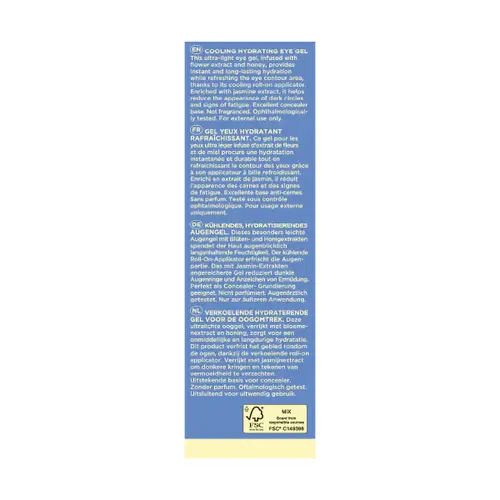 EN COOLING HYDRATING EYE GEL
This ultra-light eye gel, infused with
flower extract and honey, provides
instant and long-lasting hydration
while refreshing the eye contour area,
thanks to its cooling roll-on applicator.
Enriched with jasmine extract, it helps
reduce the appearance of dark circles
and signs of fatigue. Excellent concealer
base. Not fragranced. Ophthalmological-
ly tested. For external use only.
FR GEL YEUX HYDRATANT
RAFRAÎCHISSANT. Ce gel pour les
yeux ultra léger infusé d'extrait de fleurs
et de miel procure une hydratation
instantanée et durable tout en
rafraîchissant le contour des yeux grâce
à son applicateur à bille refroidissant.
Enrichi en extrait de jasmin, il réduit
l'apparence des cernes et des signes
de fatigue. Excellente base anti-cernes.
Sans parfum. Testé sous contrôle
ophtalmologique. Pour usage externe
uniquement.
DE KÜHLENDES, HYDRATISIERENDES
AUGENGEL. Dieses besonders leichte
Augengel mit Blüten- und Honigextrakten
spendet der Haut augenblicklich
langanhaltende Feuchtigkeit. Der kühlende
Roll-On-Applikator erfrischt die Augen-
partie. Das mit Jasmin-Extrakten
angereicherte Gel reduziert dunkle
Augenringe und Anzeichen von Ermüdung.
Perfekt als Concealer- Grundierung
geeignet. Nicht parfümiert. Augenärztlich
getestet. Nur zur äußeren Anwendung.
NL VERKOELENDE HYDRATERENDE
GEL VOOR DE OOGOMTREK. Deze
ultralichte ooggel, verrijkt met bloeme-
nextract en honing, zorgt voor een
onmiddellijke en langdurige hydratatie.
Dit product verfrist het gebied rondom
de ogen, dankzij de verkoelende roll-on
applicator. Verrijkt met jasmijnextract
om donkere kringen en tekenen van
vermoeidheid te verzachten.
Uitstekende basis voor concealer.
Zonder parfum. Oftalmologisch getest.
Uitsluitend voor uitwendig gebruik.
FSC
MIX
Board from
responsible sources
FSC® C149396